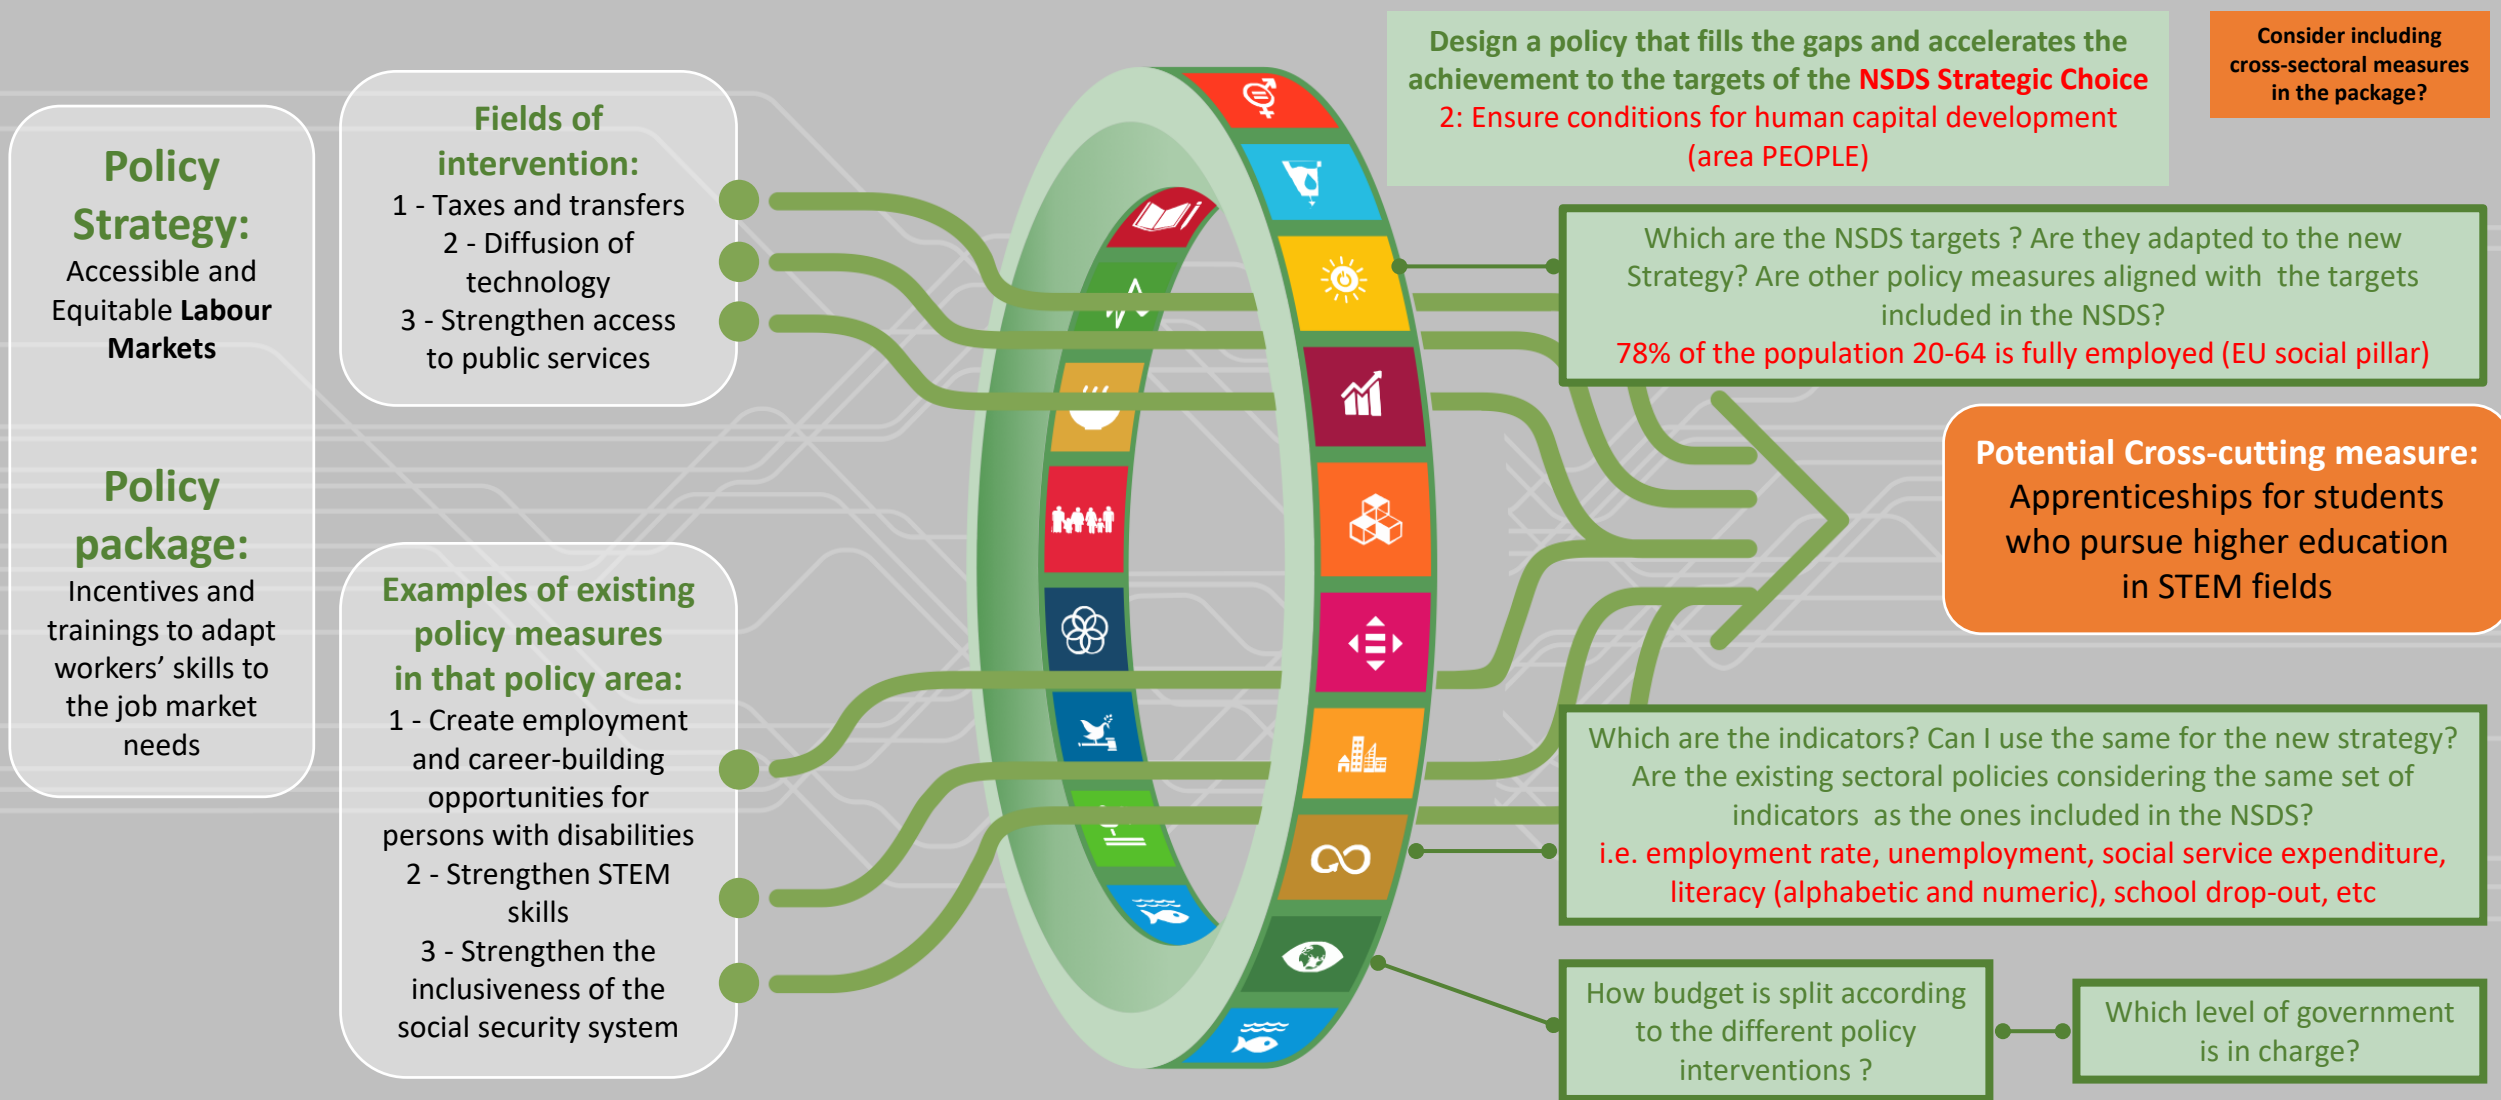 Policy
Strategy:
Accessible and
Equitable Labour
Markets
Policy
package:
Incentives and
trainings to adapt
workers’ skills to
the job market
needs
Fields of
intervention:
1 - Taxes and transfers
2 - Diffusion of
technology
3 - Strengthen access
to public services
Examples of existing
policy measures
in that policy area:
1 - Create employment
and career-building
opportunities for
persons with disabilities
2 - Strengthen STEM
skills
3 - Strengthen the
inclusiveness of the
social security system
Design a policy that fills the gaps and accelerates the
achievement to the targets of the NSDS Strategic Choice
2: Ensure conditions for human capital development
(area PEOPLE)
Consider including
cross-sectoral measures
in the package?
Which are the NSDS targets ? Are they adapted to the new
Strategy? Are other policy measures aligned with the targets
included in the NSDS?
78% of the population 20-64 is fully employed (EU social pillar)
Potential Cross-cutting measure:
Apprenticeships for students
who pursue higher education
in STEM fields
Which are the indicators? Can I use the same for the new strategy?
Are the existing sectoral policies considering the same set of
indicators as the ones included in the NSDS?
i.e. employment rate, unemployment, social service expenditure,
literacy (alphabetic and numeric), school drop-out, etc
How budget is split according
to the different policy
interventions ?
Which level of government
is in charge?